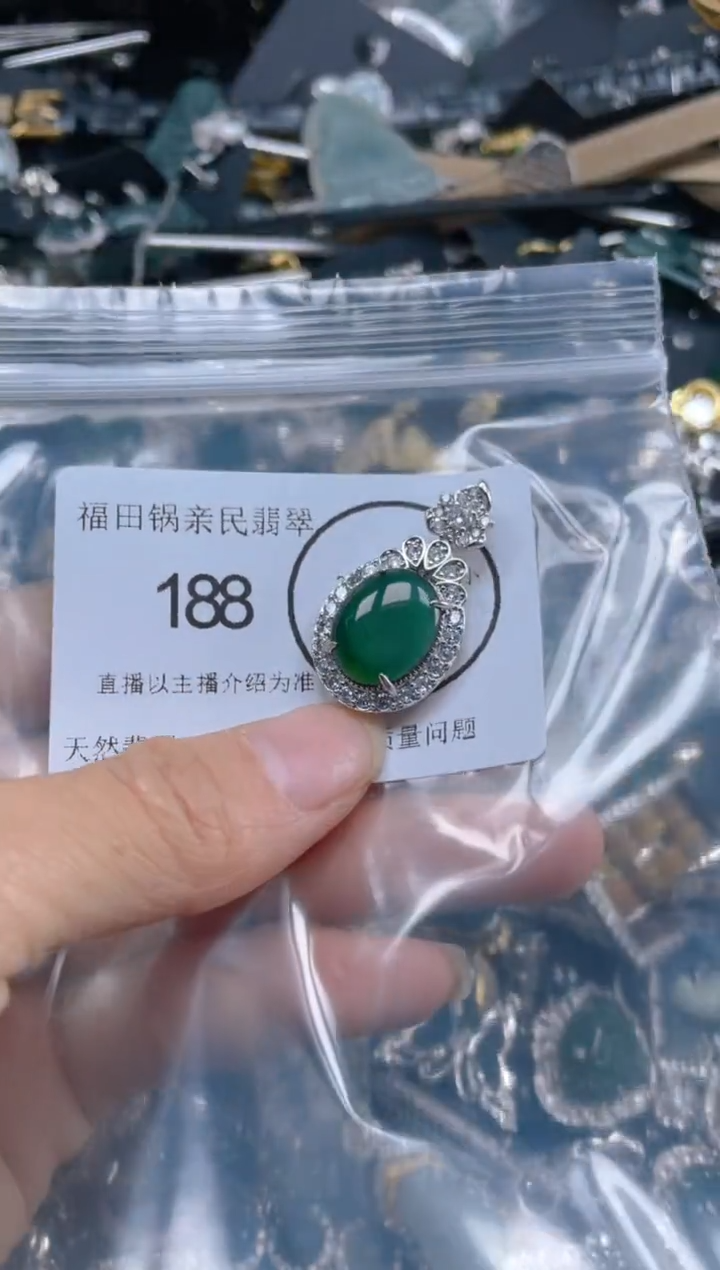 福田锅亲民翡翠
188
直播以主播介绍为准
天然翡 质量问题